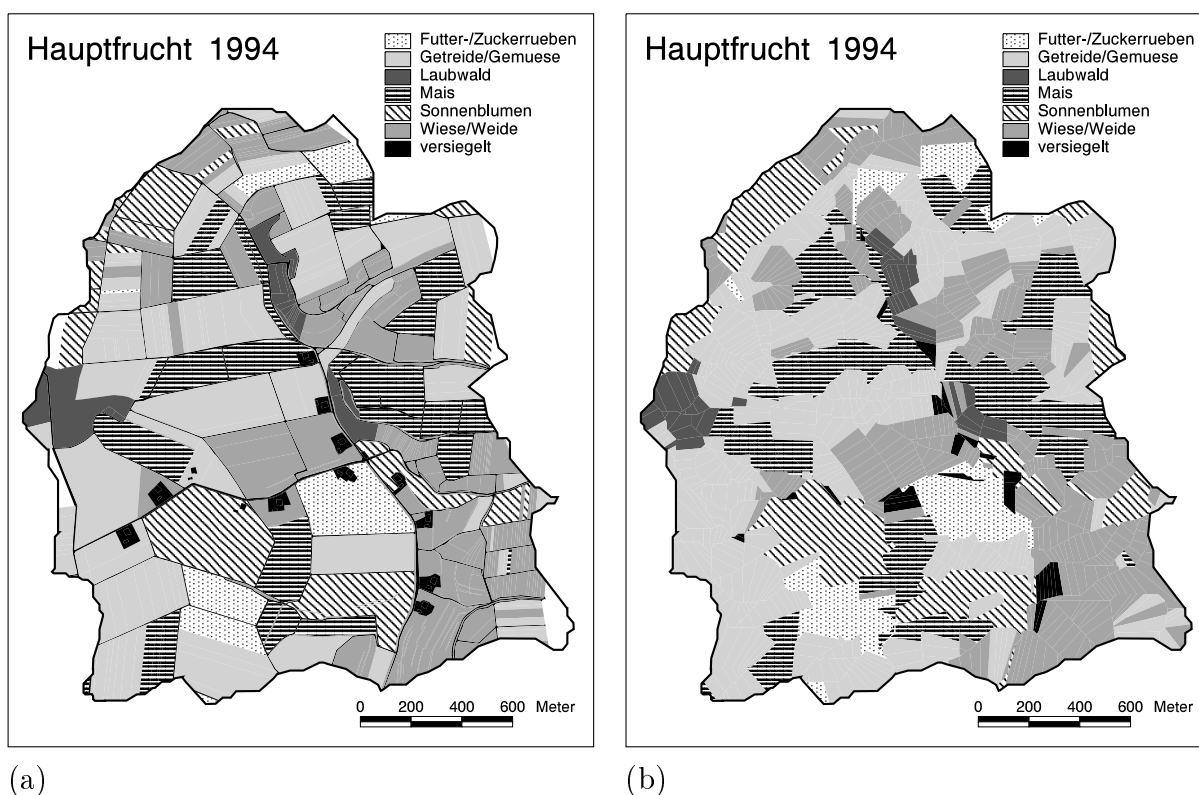 Hauptfrucht 1994
Futter-/Zuckerrueben
Getreide/Gemuese
Laubwald
Mais
Sonnenblumen
Wiese/Weide
versiegelt
0 200 400 600 Meter
(a)
Hauptfrucht 1994
Futter-/Zuckerrueben
Getreide/Gemuese
Laubwald
Mais
Sonnenblumen
Wiese/Weide
versiegelt
0 200 400 600 Meter
(b)